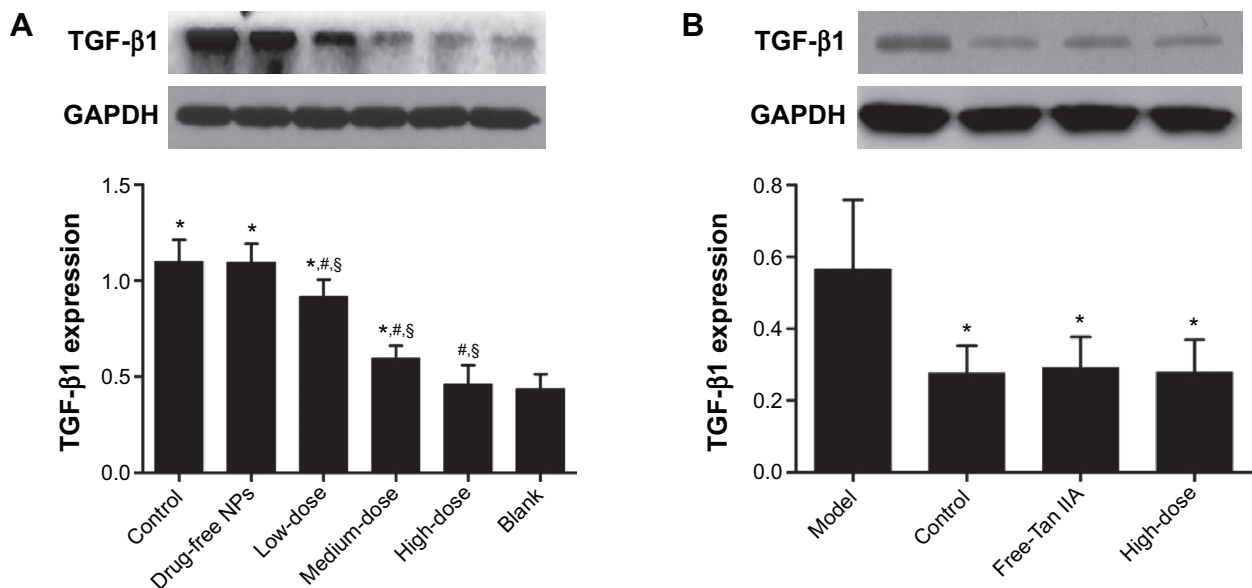 A
TGF-β1
GAPDH
TGF-β1 expression
1.5
1.0
0.5
0.0
*
*
*,#,§
*,#,§
#,§
Control
Drug-free NPs
Low-dose
Medium-dose
High-dose
Blank
B
TGF-β1
GAPDH
TGF-β1 expression
0.8
0.6
0.4
0.2
0.0
*
*
*
Model
Control
Free-Tan IIA
High-dose